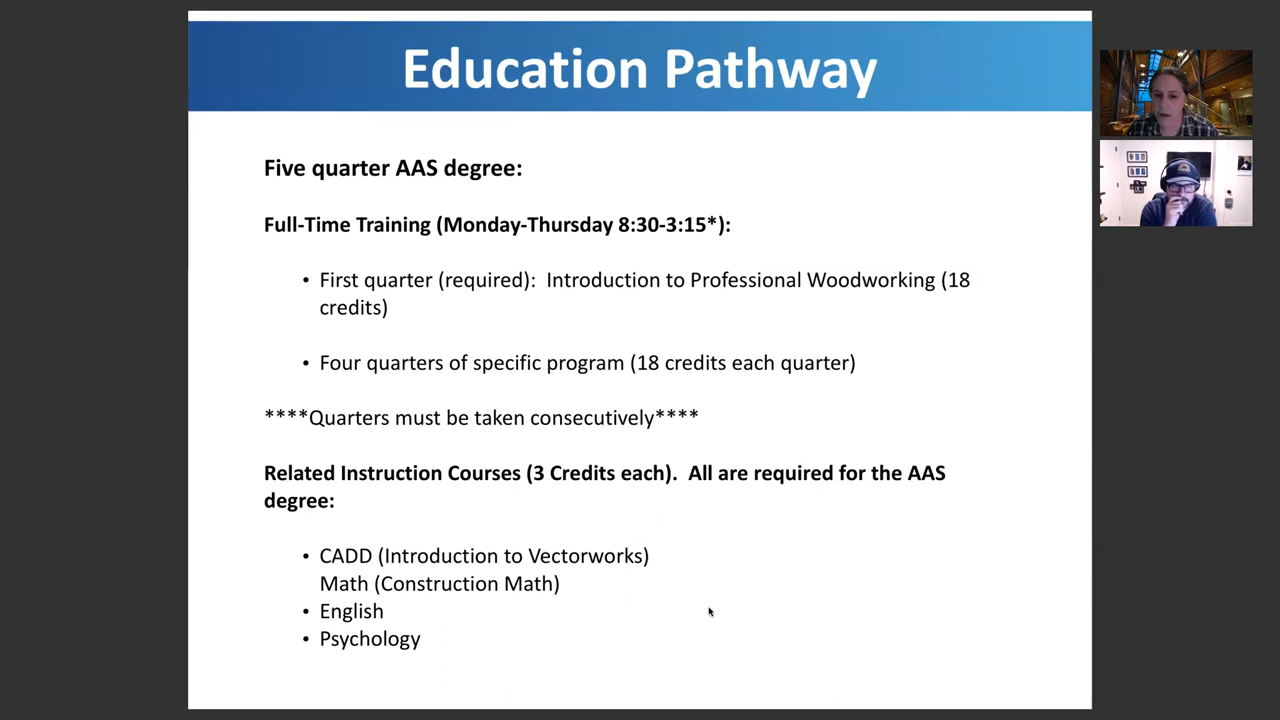 Education Pathway
Five quarter AAS degree:
Full-Time Training (Monday-Thursday 8:30-3:15*):
• First quarter (required):  Introduction to Professional Woodworking (18
credits)
• Four quarters of specific program (18 credits each quarter)
****Quarters must be taken consecutively****
Related Instruction Courses (3 Credits each).  All are required for the AAS
degree:
• CADD (Introduction to Vectorworks)
Math (Construction Math)
• English
• Psychology